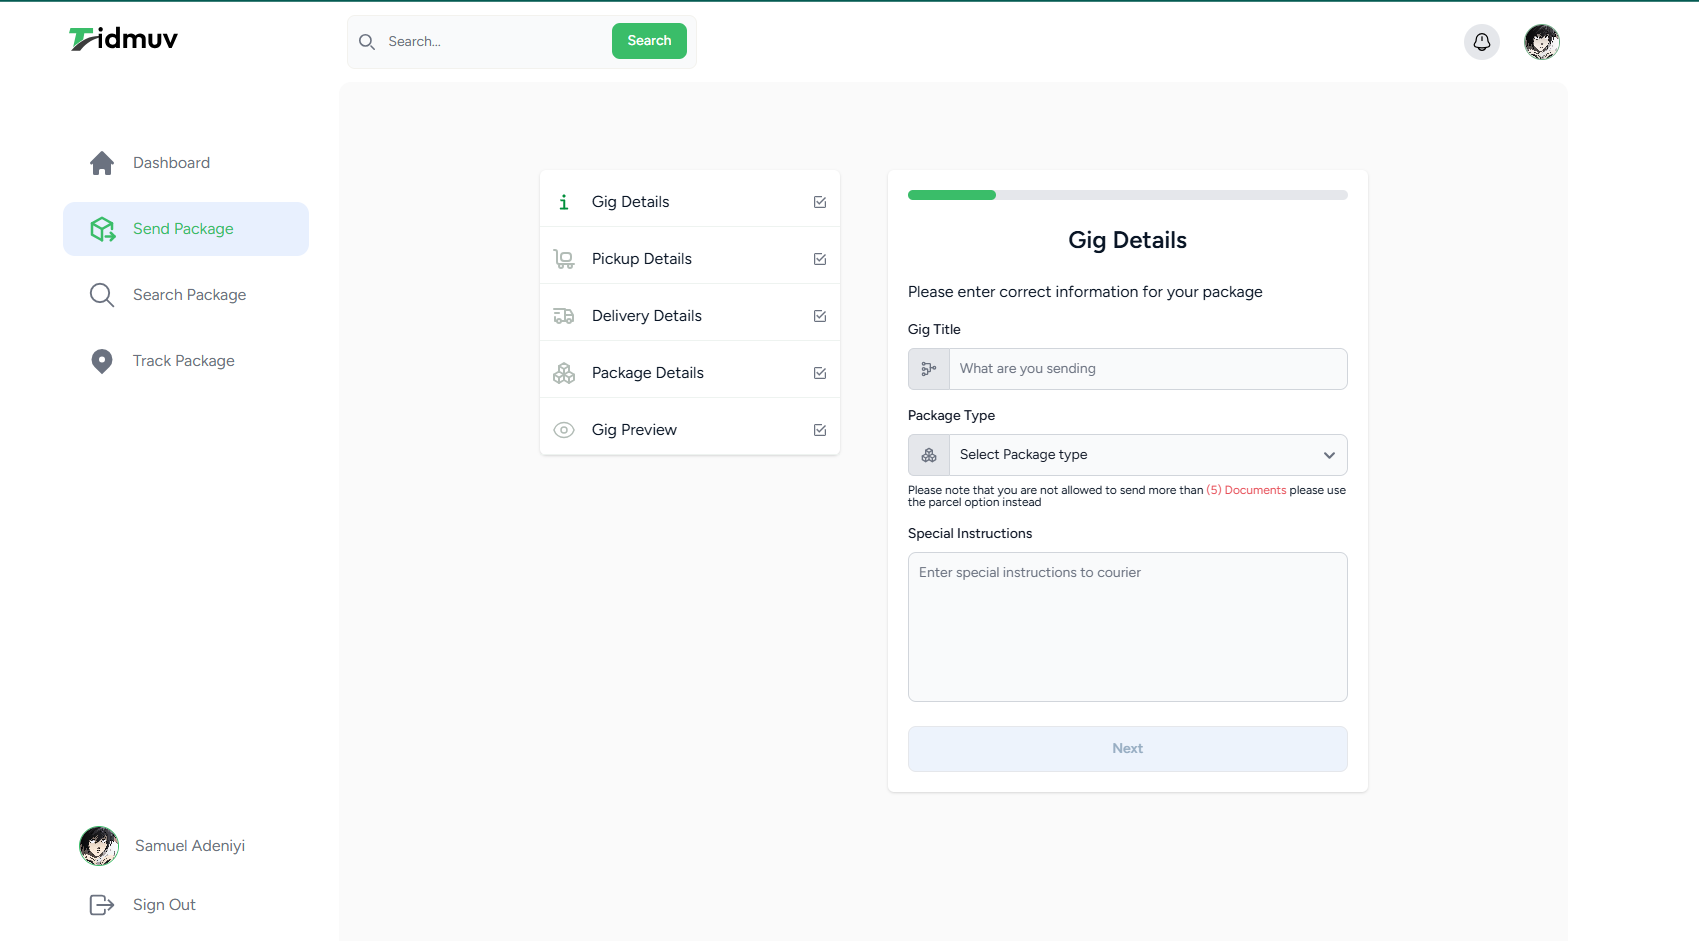 Tidmuv
Search...
Search
Dashboard
Send Package
Search Package
Track Package
Samuel Adeniyi
Sign Out
Gig Details
Pickup Details
Delivery Details
Package Details
Gig Preview
Gig Details
Please enter correct information for your package
Gig Title
What are you sending
Package Type
Select Package type
Please note that you are not allowed to send more than (5) Documents please use
the parcel option instead
Special Instructions
Enter special instructions to courier
Next